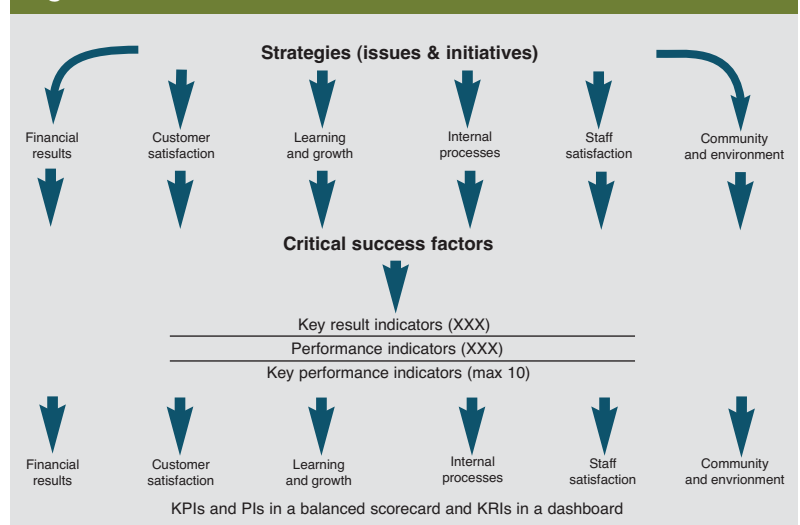 Strategies (issues & initiatives)
Financial
results
Customer
satisfaction
Learning
and growth
Internal
processes
Staff
satisfaction
Community
and environment
Critical success factors
Key result indicators (XXX)
Performance indicators (XXX)
Key performance indicators (max 10)
Financial
results
Customer
satisfaction
Learning
and growth
Internal
processes
Staff
satisfaction
Community
and envrionment
KPIs and PIs in a balanced scorecard and KRIs in a dashboard